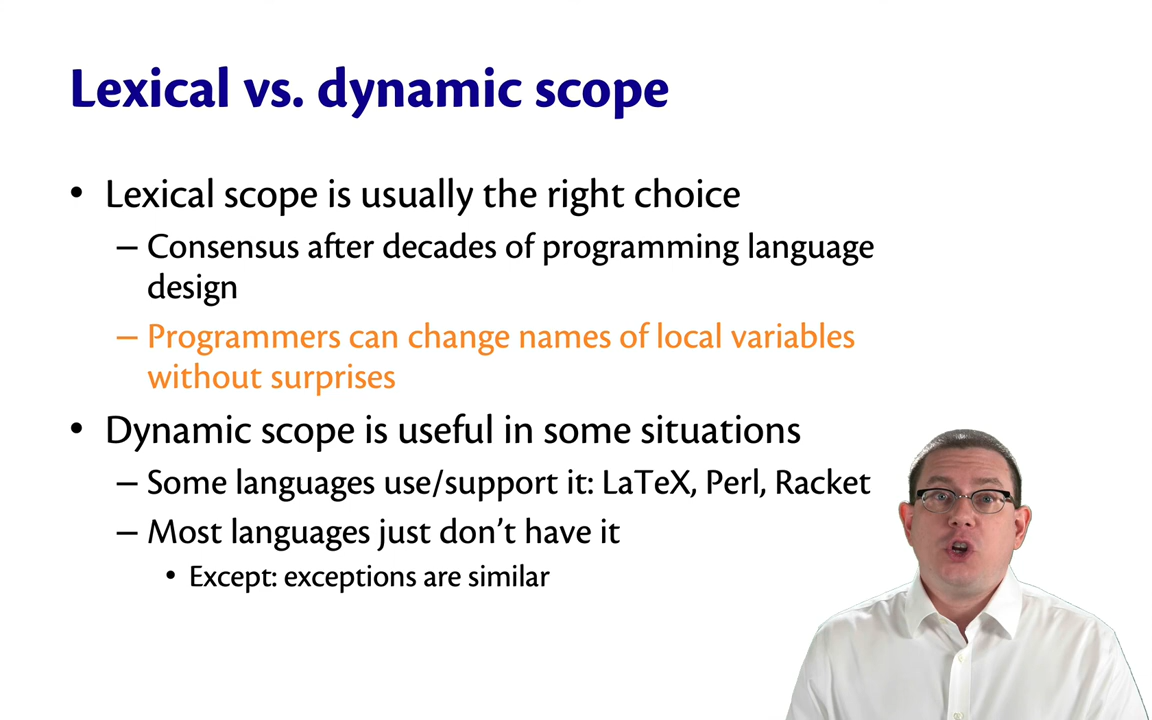 Lexical vs. dynamic scope
• Lexical scope is usually the right choice
– Consensus after decades of programming language
design
– Programmers can change names of local variables
without surprises
• Dynamic scope is useful in some situations
– Some languages use/support it: LaTeX, Perl, Racket
– Most languages just don’t have it
• Except: exceptions are similar